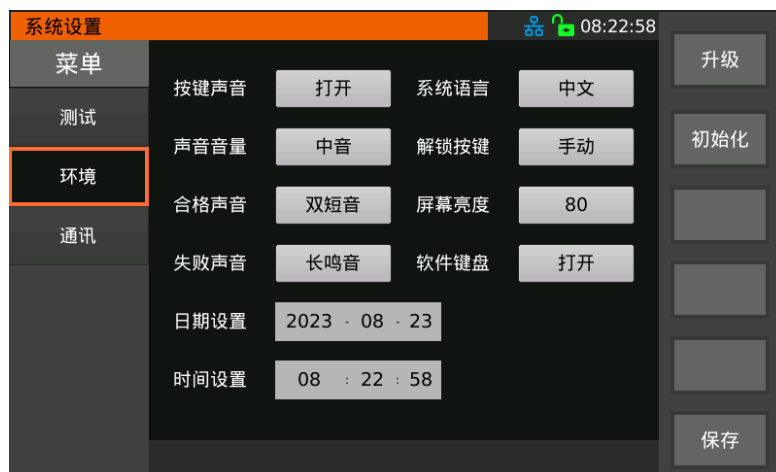 系统设置 08:22:58
菜单
测试
环境
通讯
按键声音 打开 系统语言 中文
声音音量 中音 解锁按键 手动
合格声音 双短音 屏幕亮度 80
失败声音 长鸣音 软件键盘 打开
日期设置 2023 - 08 - 23
时间设置 08 : 22 : 58
升级
初始化
保存